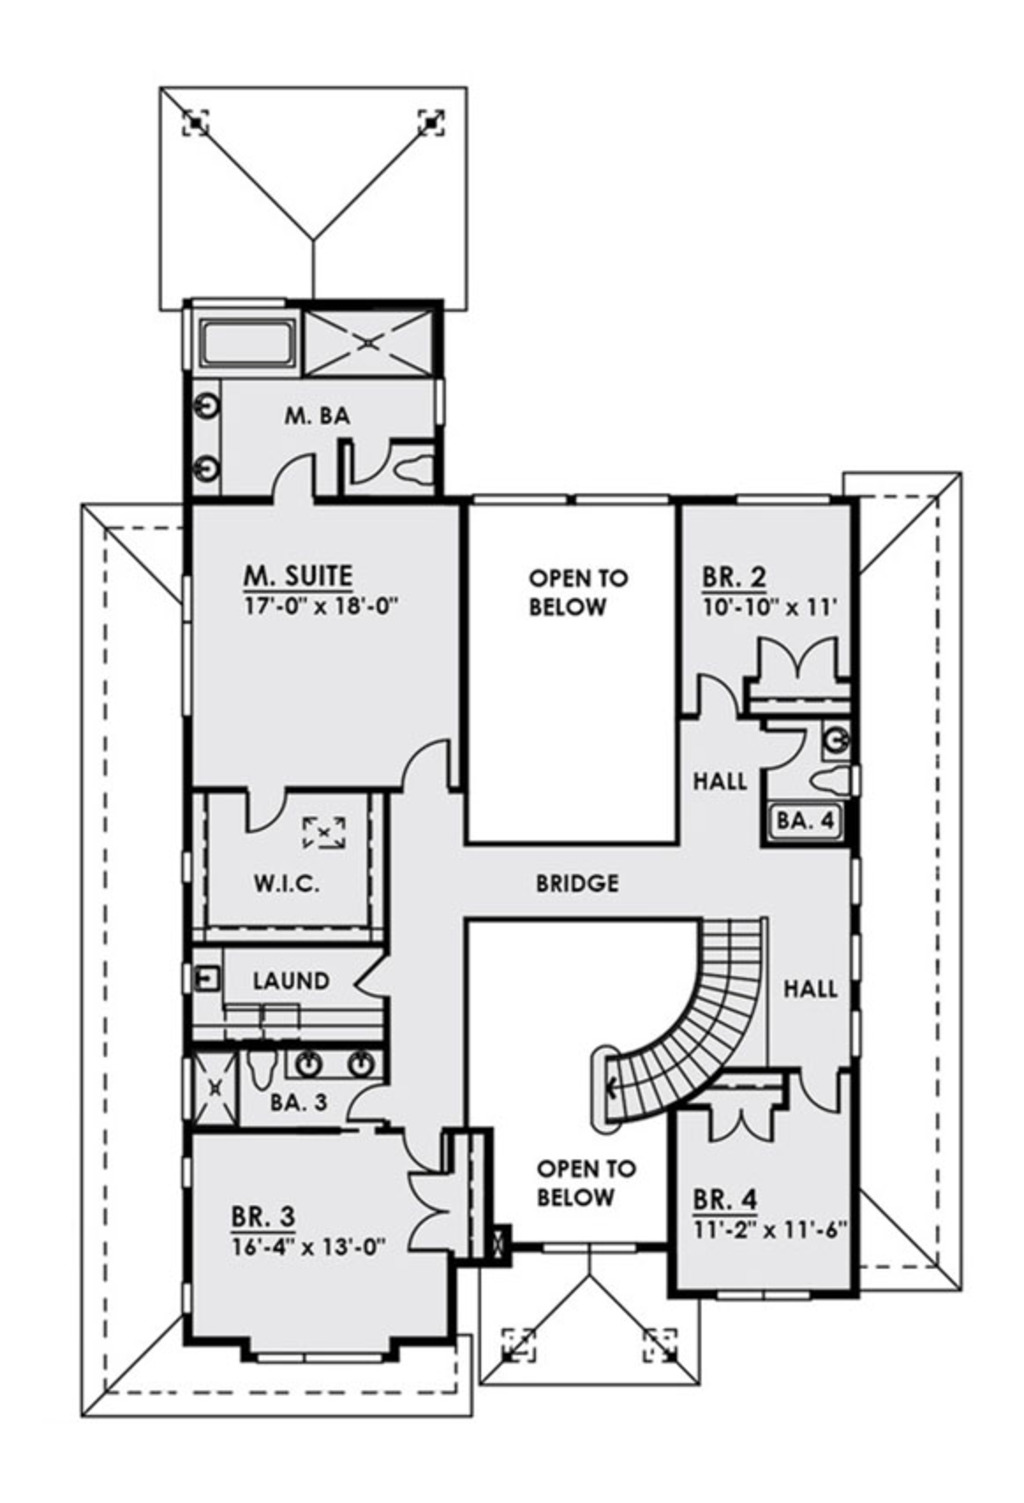 M. BA
M. SUITE
17'-0" x 18'-0"
OPEN TO
BELOW
BR. 2
10'-10" x 11'
HALL
BA. 4
W.I.C.
BRIDGE
LAUND
HALL
BA. 3
OPEN TO
BELOW
BR. 3
16'-4" x 13'-0"
BR. 4
11'-2" x 11'-6"